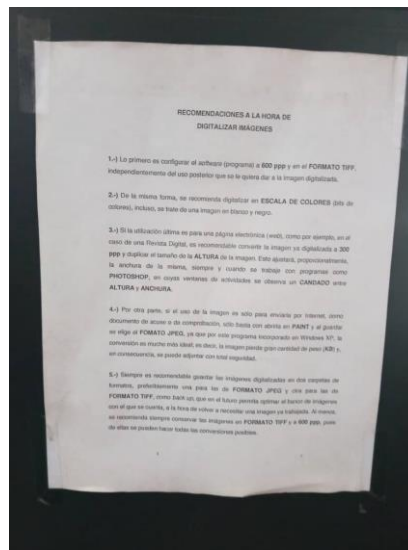 RECOMENDACIONES A LA HORA DE
DIGITALIZAR IMÁGENES
1.-) Lo primero es configurar el software (programa) a 600 ppp y en el FORMATO TIFF,
independientemente del uso posterior que se le quiera dar a la imagen digitalizada.
2.-) De la misma forma, se recomienda digitalizar en ESCALA DE COLORES (bits de
colores), incluso, se trate de una imagen en blanco y negro.
3.-) Si la utilización última es para una página electrónica (web), como por ejemplo, en el
caso de una Revista Digital, es recomendable convertir la imagen ya digitalizada a 300
ppp y duplicar el tamaño de la ALTURA de la imagen. Este ajustará, proporcionalmente,
la anchura de la misma, siempre y cuando se trabaje con programas como
PHOTOSHOP, en cuyas ventanas de actividades se observa un CANDADO entre
ALTURA y ANCHURA.
4.-) Por otra parte, si el uso de la imagen es sólo para enviarla por Internet, como
documento de acuse o de comprobación, sólo basta con abrirla en PAINT y al guardar
se elige el FOMATO JPEG, ya que por este programa incorporado en Windows XP, la
conversión es mucho más ideal; es decir, la imagen pierde gran cantidad de peso (KB) y,
en consecuencia, se puede adjuntar con total seguridad.
5.-) Siempre es recomendable guardar las imágenes digitalizadas en dos carpetas de
formatos, preferiblemente una para las de FORMATO JPEG y otra para las de
FORMATO TIFF, como back up, que en el futuro permita optimar el banco de imágenes
con el que se cuenta, a la hora de volver a necesitar una imagen ya trabajada. Al menos,
se recomienda siempre conservar las imágenes en FORMATO TIFF y a 600 ppp, pues
de ellas se pueden hacer todas las conversiones posibles.